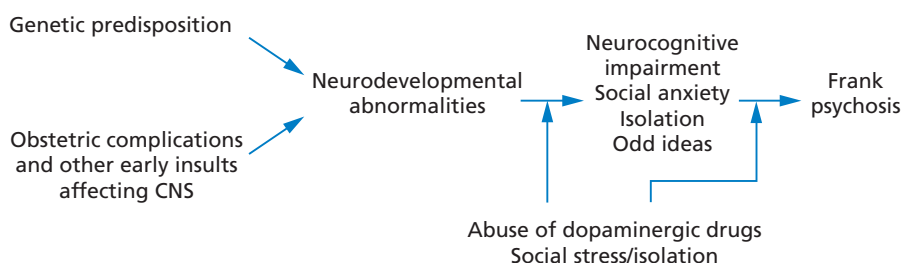 Genetic predisposition
Obstetric complications
and other early insults
affecting CNS
Neurodevelopmental
abnormalities
Neurocognitive
impairment
Social anxiety
Isolation
Odd ideas
Frank
psychosis
Abuse of dopaminergic drugs
Social stress/isolation